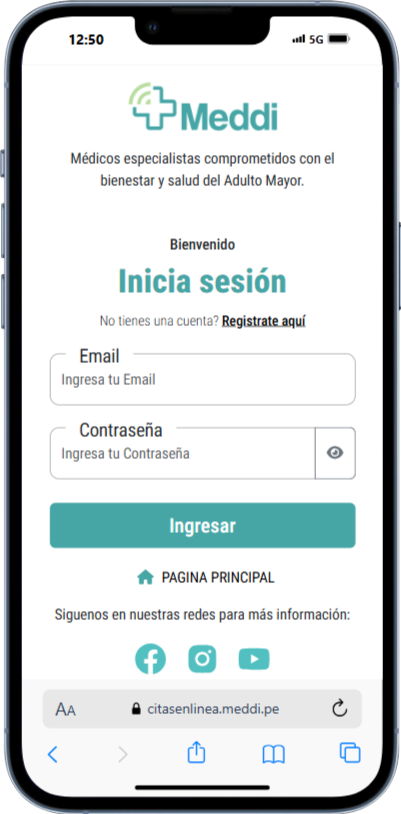 12:50
5G
Meddi
Médicos especialistas comprometidos con el
bienestar y salud del Adulto Mayor.
Bienvenido
Inicia sesión
No tienes una cuenta? Registrate aquí
Email
Ingresa tu Email
Contraseña
Ingresa tu Contraseña
Ingresar
PAGINA PRINCIPAL
Siguenos en nuestras redes para más información:
AA
citasenlinea.meddi.pe